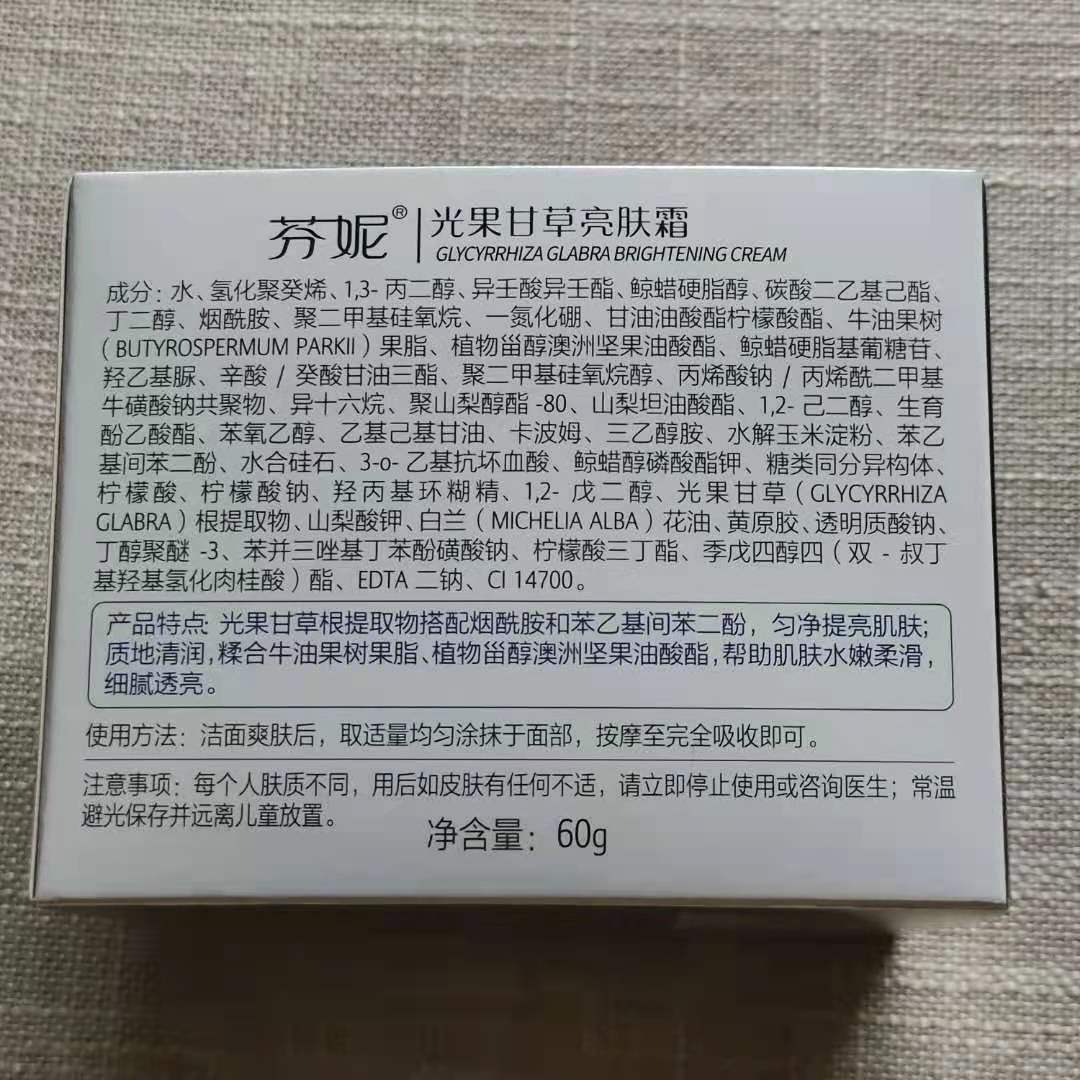 芬妮® 光果甘草亮肤霜
GLYCYRRHIZA GLABRA BRIGHTENING CREAM
成分：水、氢化聚癸烯、1,3- 丙二醇、异壬酸异壬酯、鲸蜡硬脂醇、碳酸二乙基己酯、
丁二醇、烟酰胺、聚二甲基硅氧烷、一氮化硼、甘油油酸酯柠檬酸酯、牛油果树
（BUTYROSPERMUM PARKII）果脂、植物甾醇澳洲坚果油酸酯、鲸蜡硬脂基葡糖苷、
羟乙基脲、辛酸 / 癸酸甘油三酯、聚二甲基硅氧烷醇、丙烯酸钠 / 丙烯酰二甲基
牛磺酸钠共聚物、异十六烷、聚山梨醇酯 -80、山梨坦油酸酯、1,2- 己二醇、生育
酚乙酸酯、苯氧乙醇、乙基己基甘油、卡波姆、三乙醇胺、水解玉米淀粉、苯乙
基间苯二酚、水合硅石、3-o- 乙基抗坏血酸、鲸蜡醇磷酸酯钾、糖类同分异构体、
柠檬酸、柠檬酸钠、羟丙基环糊精、1,2- 戊二醇、光果甘草（GLYCYRRHIZA
GLABRA）根提取物、山梨酸钾、白兰（MICHELIA ALBA）花油、黄原胶、透明质酸钠、
丁醇聚醚 -3、苯并三唑基丁苯酚磺酸钠、柠檬酸三丁酯、季戊四醇四（双 - 叔丁
基羟基氢化肉桂酸）酯、EDTA 二钠、CI 14700。
产品特点：光果甘草根提取物搭配烟酰胺和苯乙基间苯二酚，匀净提亮肌肤；
质地清润，糅合牛油果树果脂、植物甾醇澳洲坚果油酸酯，帮助肌肤水嫩柔滑，
细腻透亮。
使用方法：洁面爽肤后，取适量均匀涂抹于面部，按摩至完全吸收即可。
注意事项：每个人肤质不同，用后如皮肤有任何不适，请立即停止使用或咨询医生；常温
避光保存并远离儿童放置。
净含量：60g